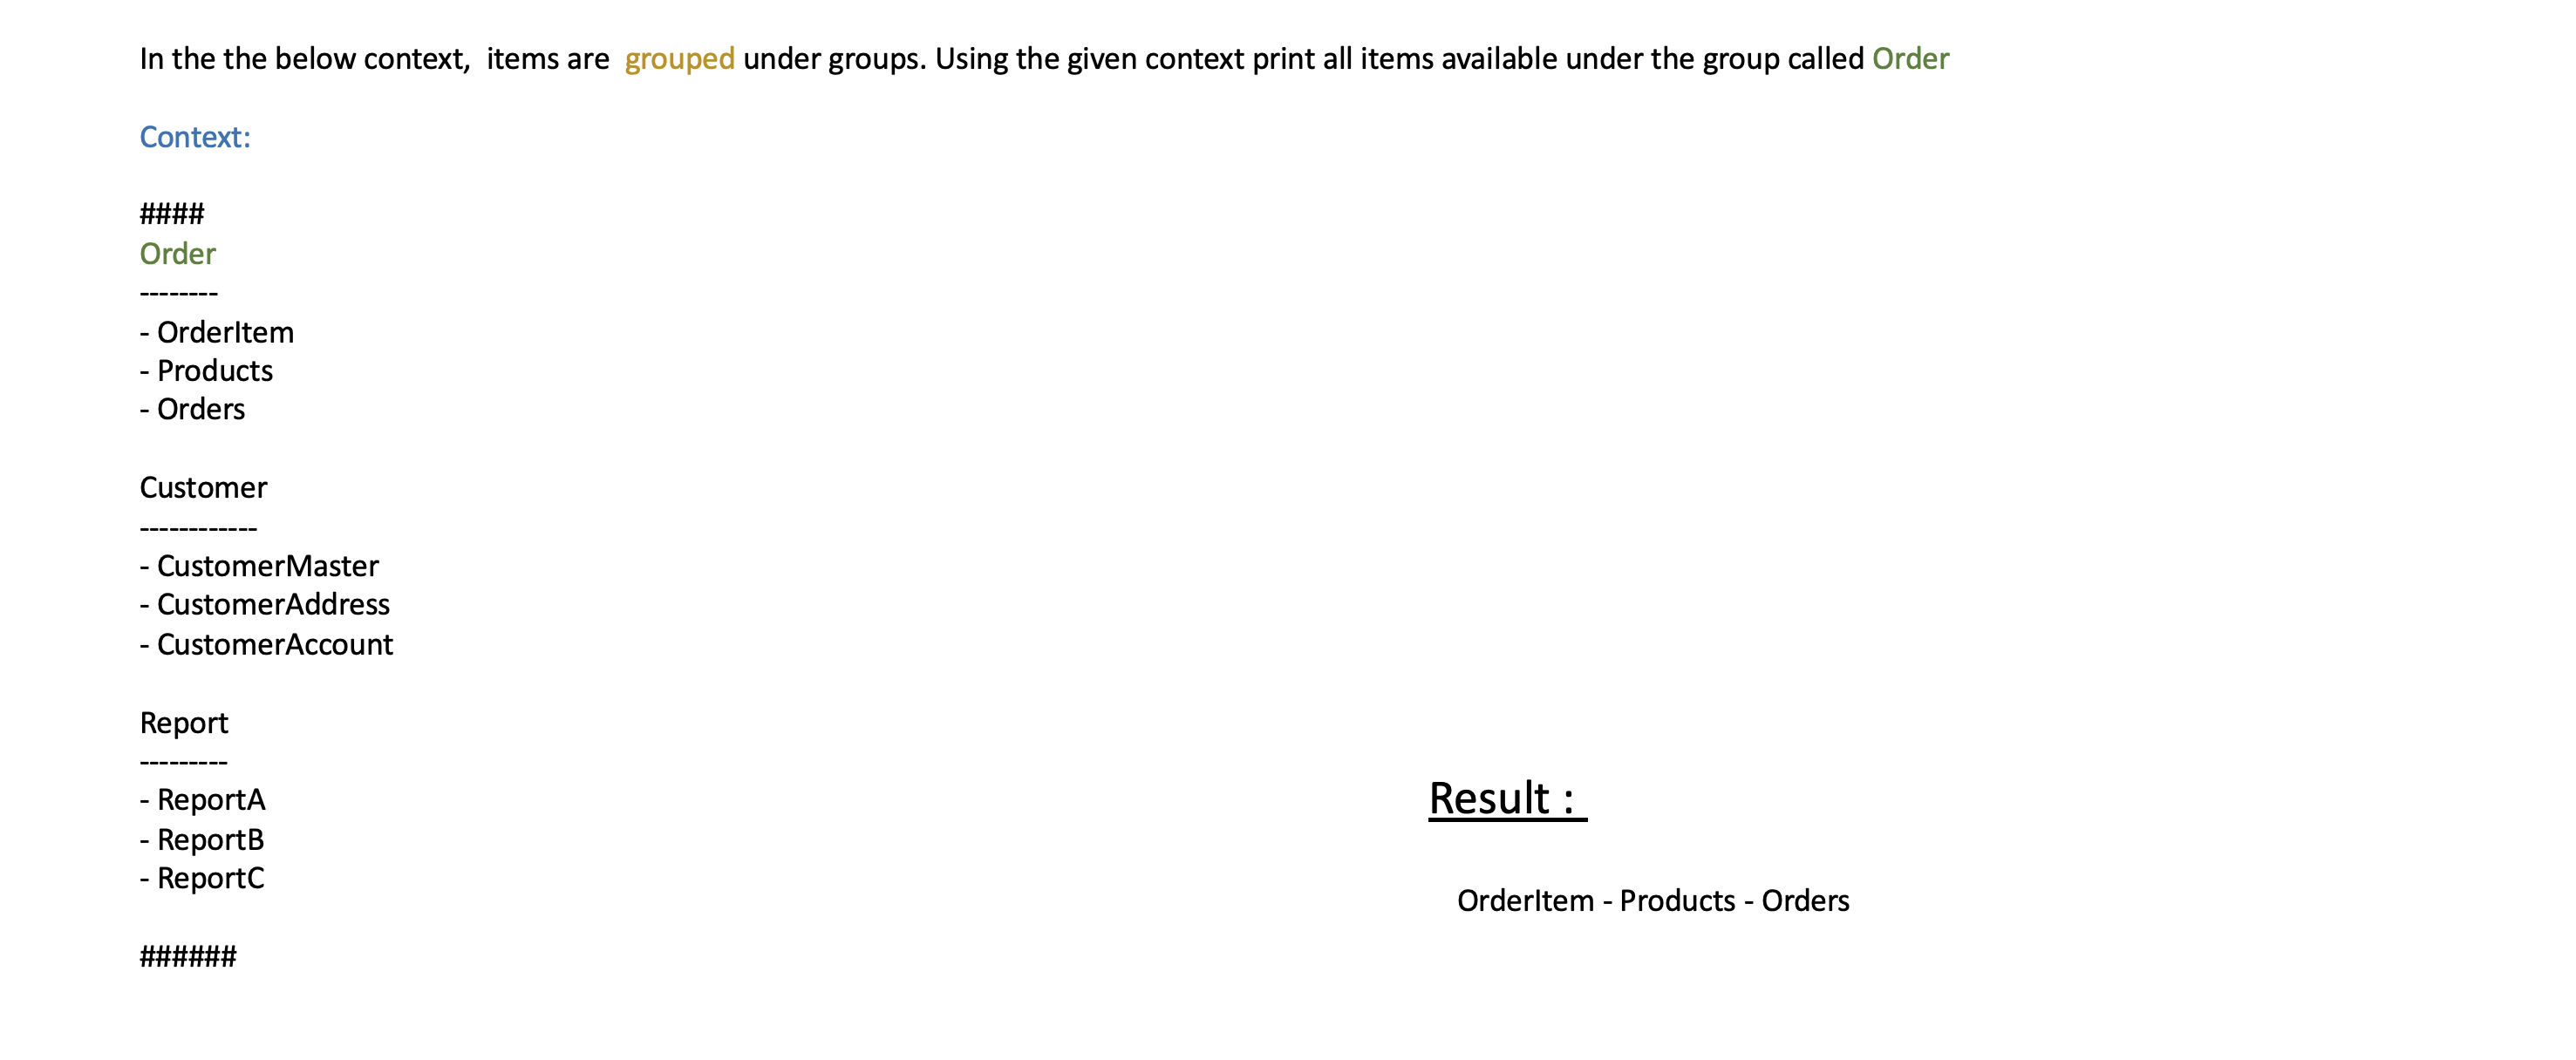 In the the below context,  items are  grouped under groups. Using the given context print all items available under the group called Order
Context:
####
Order
--------
- OrderItem
- Products
- Orders
Customer
------------
- CustomerMaster
- CustomerAddress
- CustomerAccount
Report
---------
- ReportA
- ReportB
- ReportC
######
Result :
OrderItem - Products - Orders